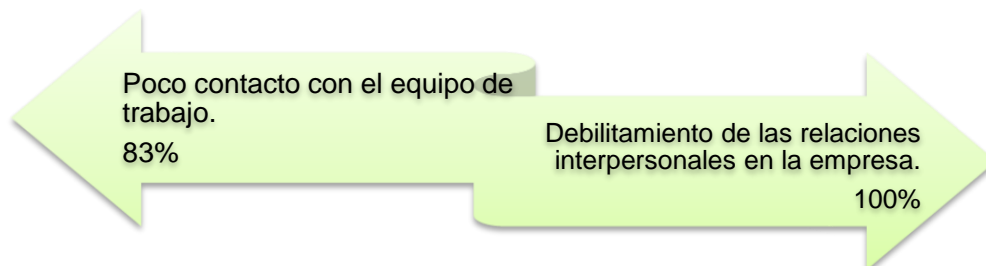 Poco contacto con el equipo de
trabajo.
83%
Debilitamiento de las relaciones
interpersonales en la empresa.
100%